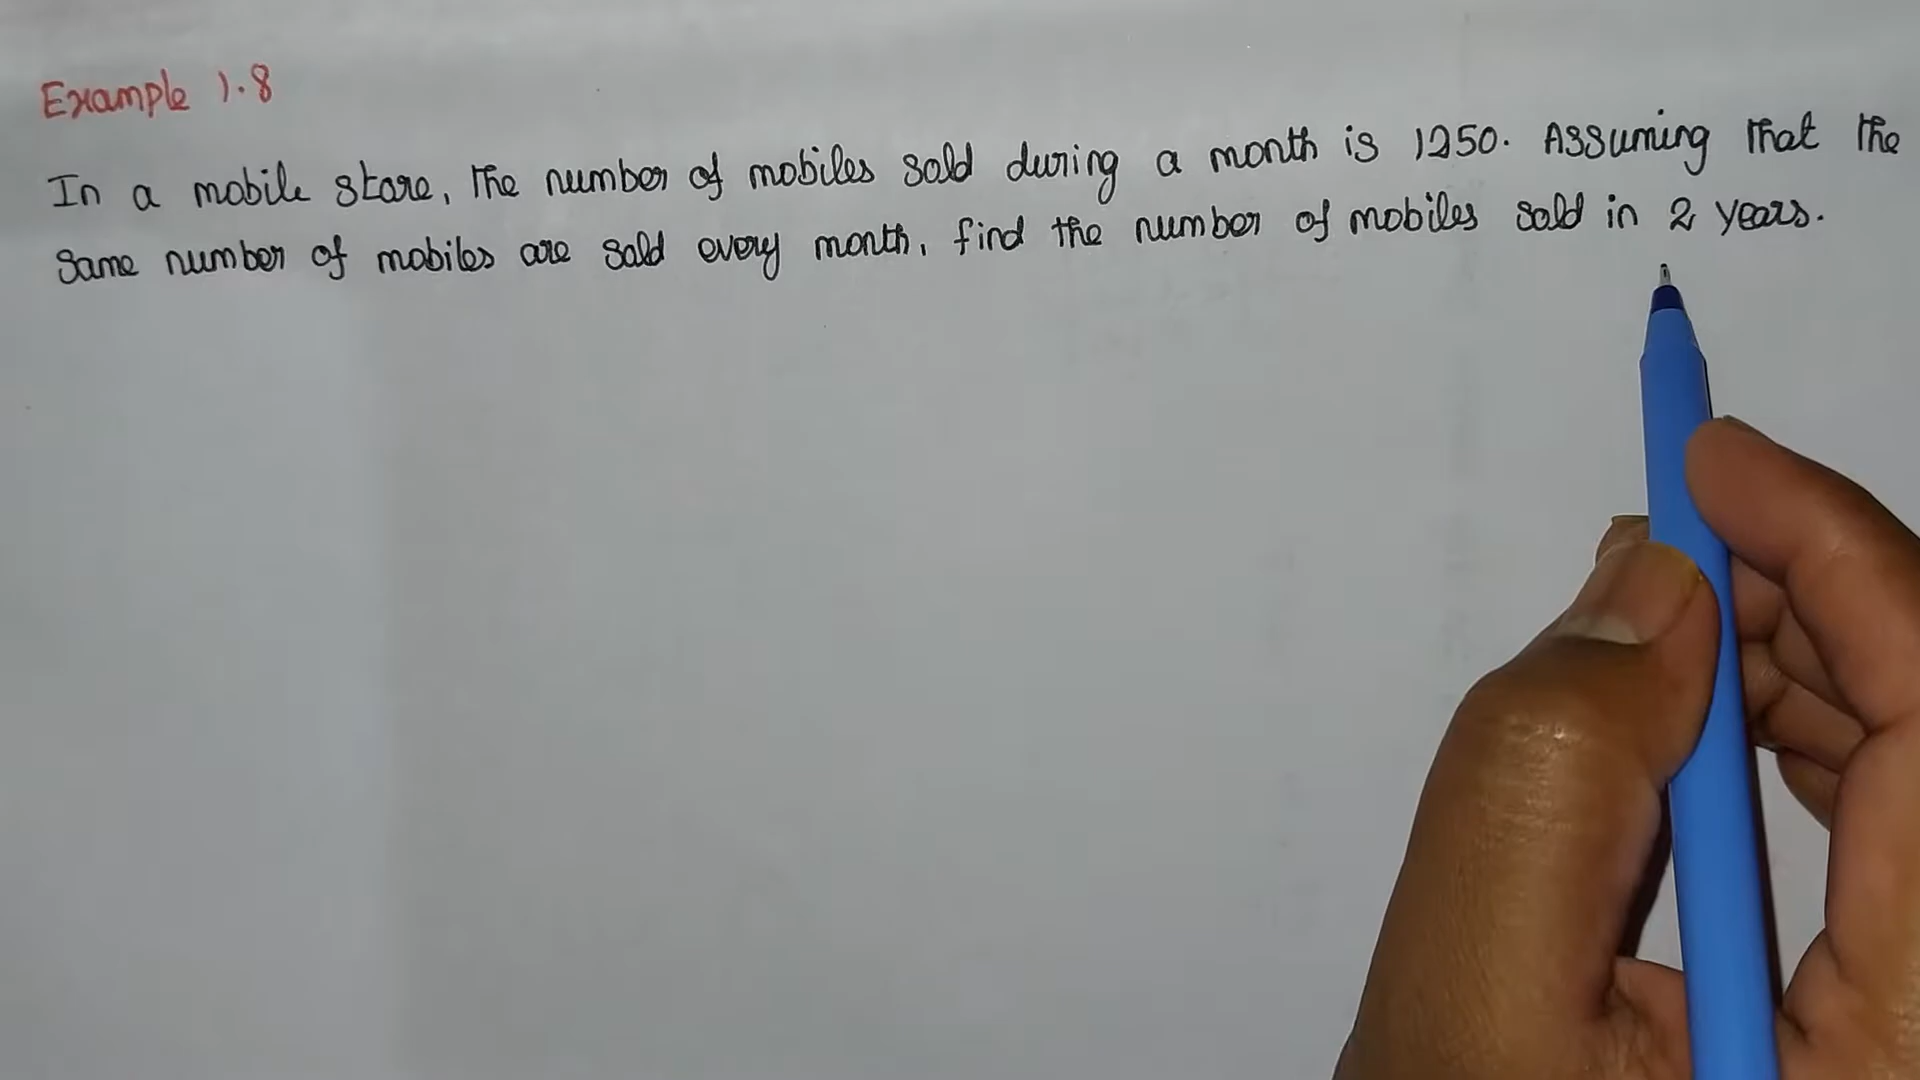 Example 1.8
In a mobile store, the number of mobiles sold during a month is 1250. Assuming that the
Same number of mobiles are sold every month, find the number of mobiles sold in 2 years.